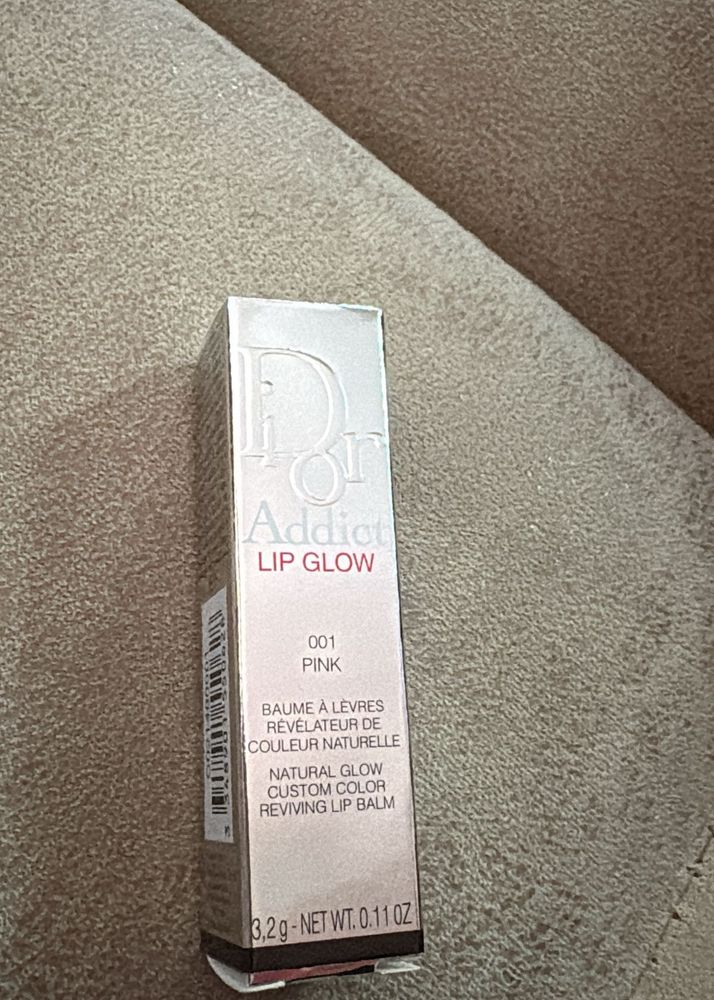 Dior
Addict
LIP GLOW
001
PINK
BAUME À LÈVRES
RÉVÉLATEUR DE
COULEUR NATURELLE
NATURAL GLOW
CUSTOM COLOR
REVIVING LIP BALM
3,2 g - NET WT. 0.11 OZ